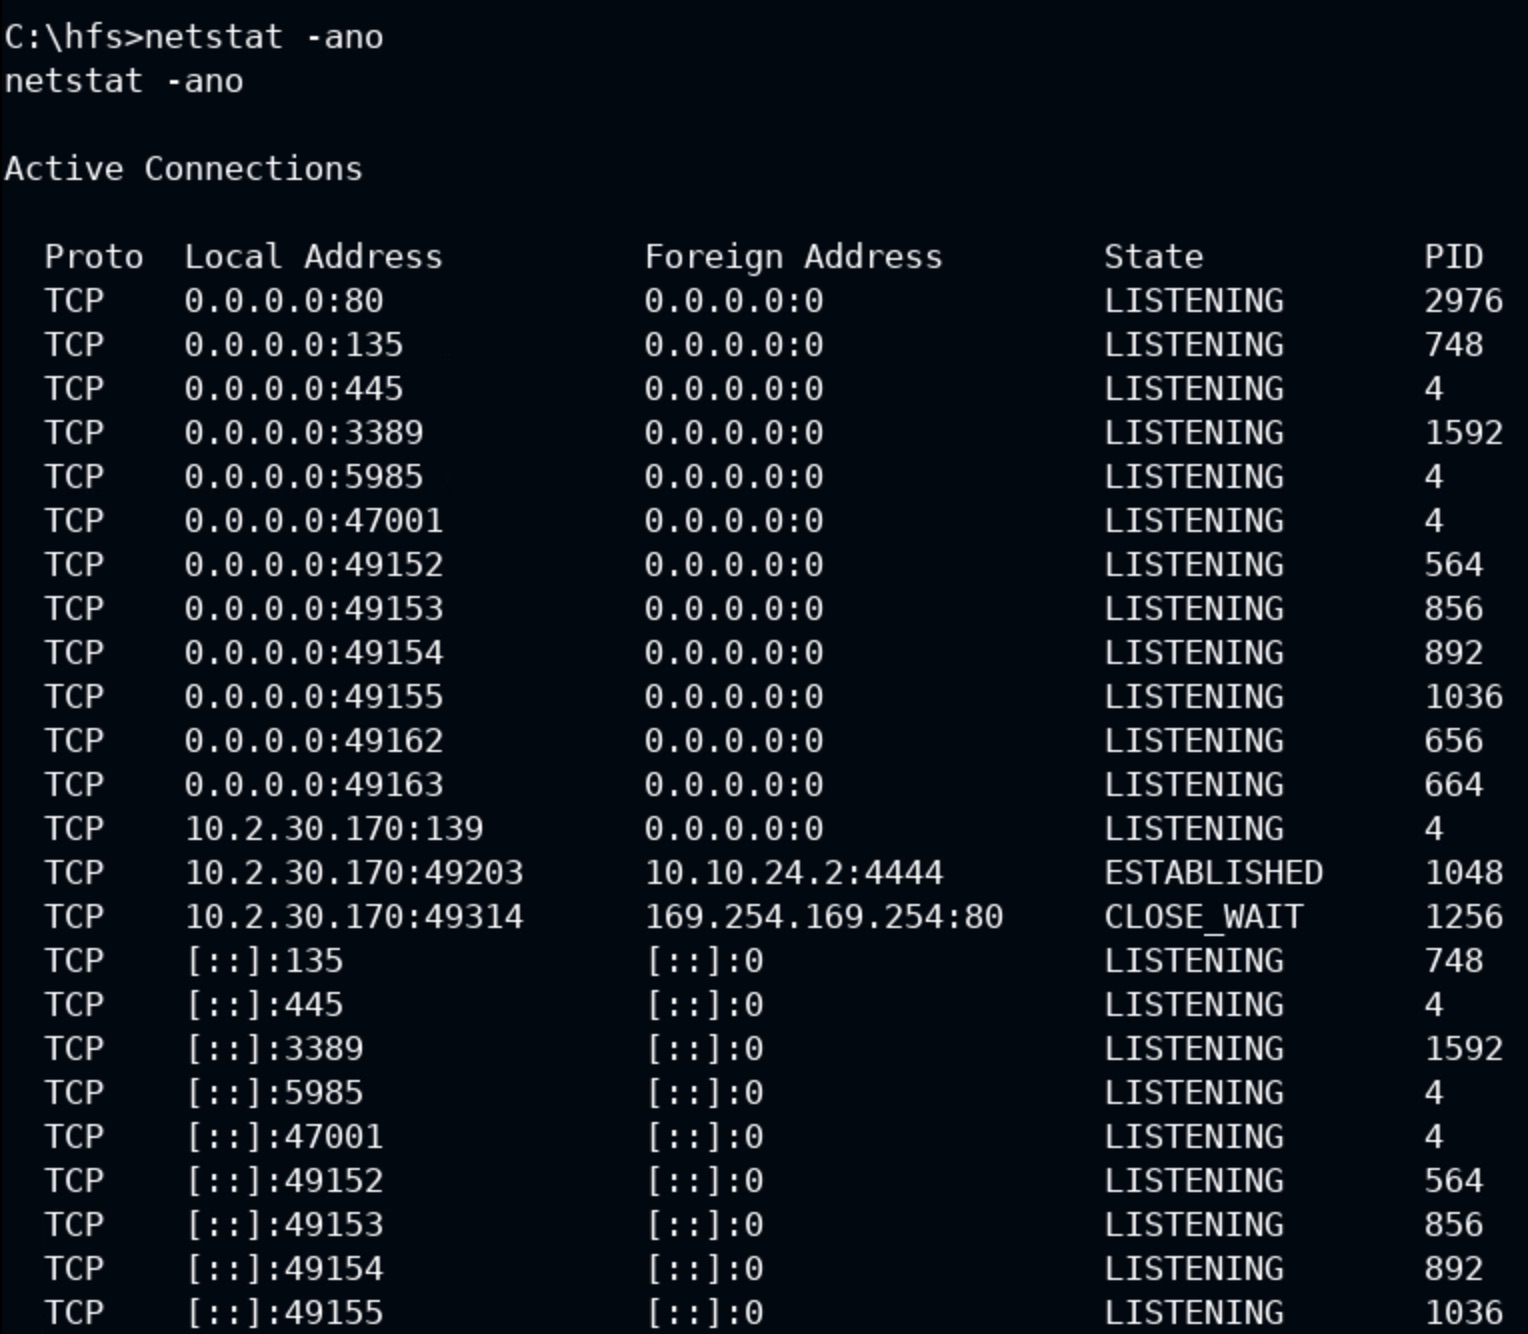 C:\hfs>netstat -ano
netstat -ano
Active Connections
Proto  Local Address          Foreign Address        State           PID
TCP    0.0.0.0:80             0.0.0.0:0              LISTENING       2976
TCP    0.0.0.0:135            0.0.0.0:0              LISTENING       748
TCP    0.0.0.0:445            0.0.0.0:0              LISTENING       4
TCP    0.0.0.0:3389           0.0.0.0:0              LISTENING       1592
TCP    0.0.0.0:5985           0.0.0.0:0              LISTENING       4
TCP    0.0.0.0:47001          0.0.0.0:0              LISTENING       4
TCP    0.0.0.0:49152          0.0.0.0:0              LISTENING       564
TCP    0.0.0.0:49153          0.0.0.0:0              LISTENING       856
TCP    0.0.0.0:49154          0.0.0.0:0              LISTENING       892
TCP    0.0.0.0:49155          0.0.0.0:0              LISTENING       1036
TCP    0.0.0.0:49162          0.0.0.0:0              LISTENING       656
TCP    0.0.0.0:49163          0.0.0.0:0              LISTENING       664
TCP    10.2.30.170:139        0.0.0.0:0              LISTENING       4
TCP    10.2.30.170:49203      10.10.24.2:4444        ESTABLISHED     1048
TCP    10.2.30.170:49314      169.254.169.254:80     CLOSE_WAIT      1256
TCP    [::]:135               [::]:0                 LISTENING       748
TCP    [::]:445               [::]:0                 LISTENING       4
TCP    [::]:3389              [::]:0                 LISTENING       1592
TCP    [::]:5985              [::]:0                 LISTENING       4
TCP    [::]:47001             [::]:0                 LISTENING       4
TCP    [::]:49152             [::]:0                 LISTENING       564
TCP    [::]:49153             [::]:0                 LISTENING       856
TCP    [::]:49154             [::]:0                 LISTENING       892
TCP    [::]:49155             [::]:0                 LISTENING       1036